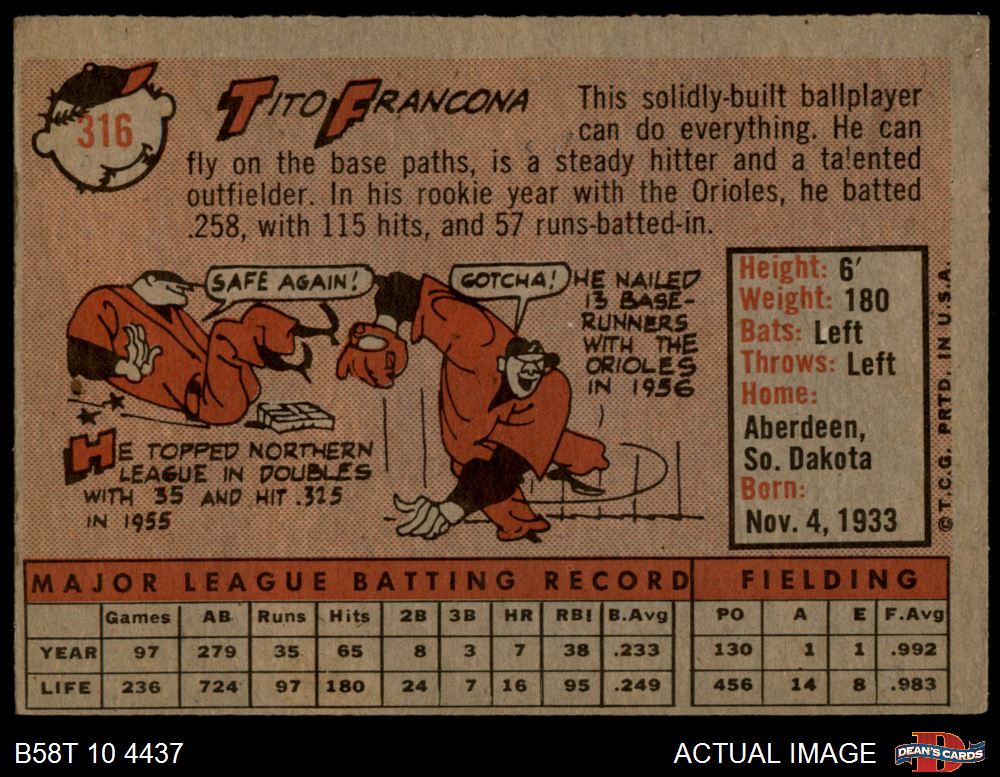 316
TITO FRANCONA
This solidly-built ballplayer
can do everything. He can
fly on the base paths, is a steady hitter and a talented
outfielder. In his rookie year with the Orioles, he batted
.258, with 115 hits, and 57 runs-batted-in.
SAFE AGAIN!
GOTCHA!
HE NAILED
13 BASE-
RUNNERS
WITH THE
ORIOLES
IN 1956
HE TOPPED NORTHERN
LEAGUE IN DOUBLES
WITH 35 AND HIT .325
IN 1955
Height: 6'
Weight: 180
Bats: Left
Throws: Left
Home:
Aberdeen,
So. Dakota
Born:
Nov. 4, 1933
© T.C.G. PRTD. IN U.S.A.
MAJOR LEAGUE BATTING RECORD FIELDING
Games AB Runs Hits 2B 3B HR RBI B.Avg PO A E F.Avg
YEAR 97 279 35 65 8 3 7 38 .233 130 1 1 .992
LIFE 236 724 97 180 24 7 16 95 .249 456 14 8 .983
B58T 10 4437
ACTUAL IMAGE
DEAN'S CARDS